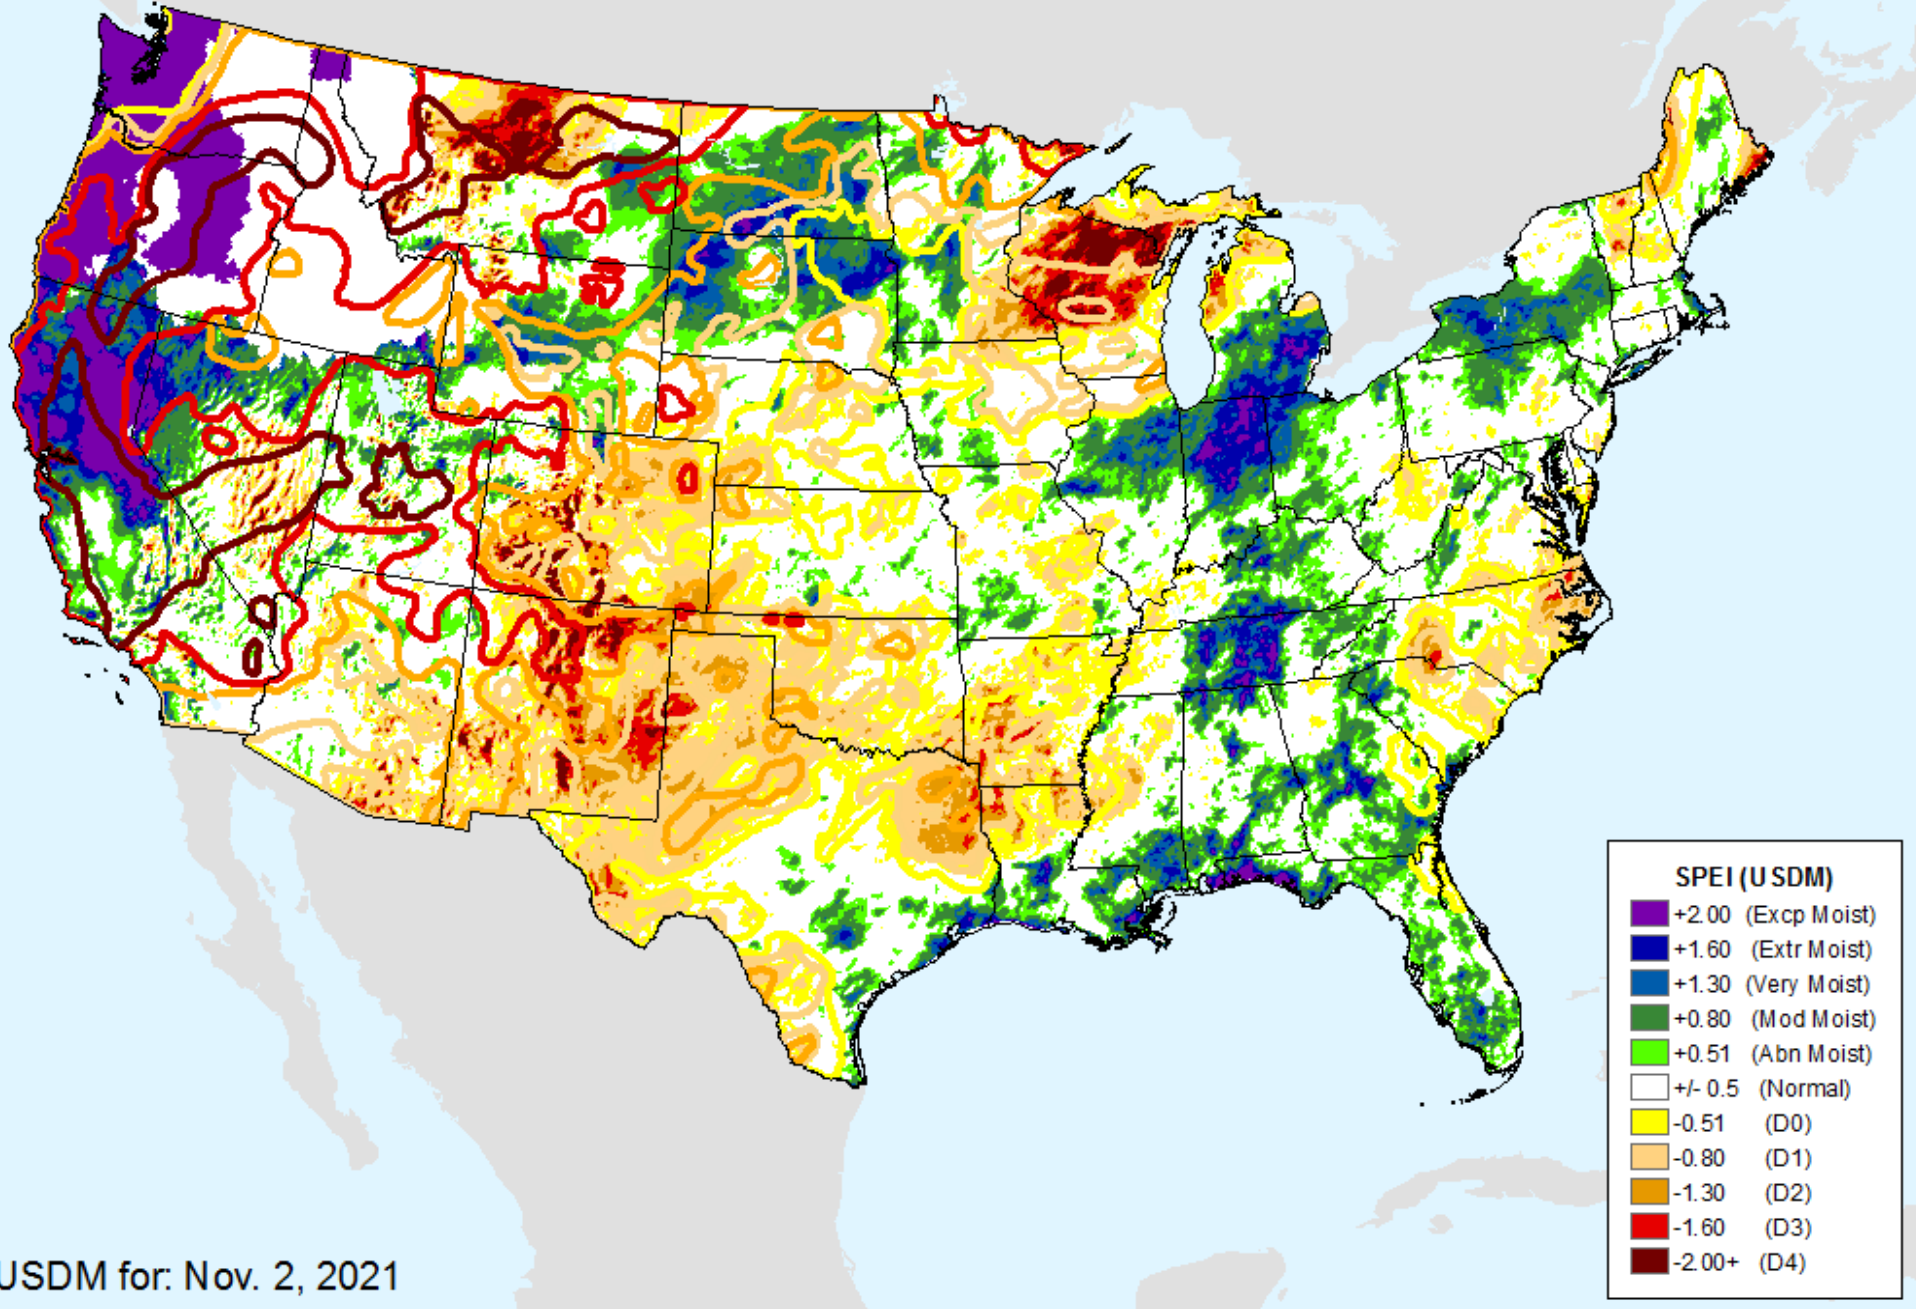 SPEI (USDM)
+2.00 (Excp Moist)
+1.60 (Extr Moist)
+1.30 (Very Moist)
+0.80 (Mod Moist)
+0.51 (Abn Moist)
+/- 0.5 (Normal)
-0.51 (D0)
-0.80 (D1)
-1.30 (D2)
-1.60 (D3)
-2.00+ (D4)
USDM for: Nov. 2, 2021